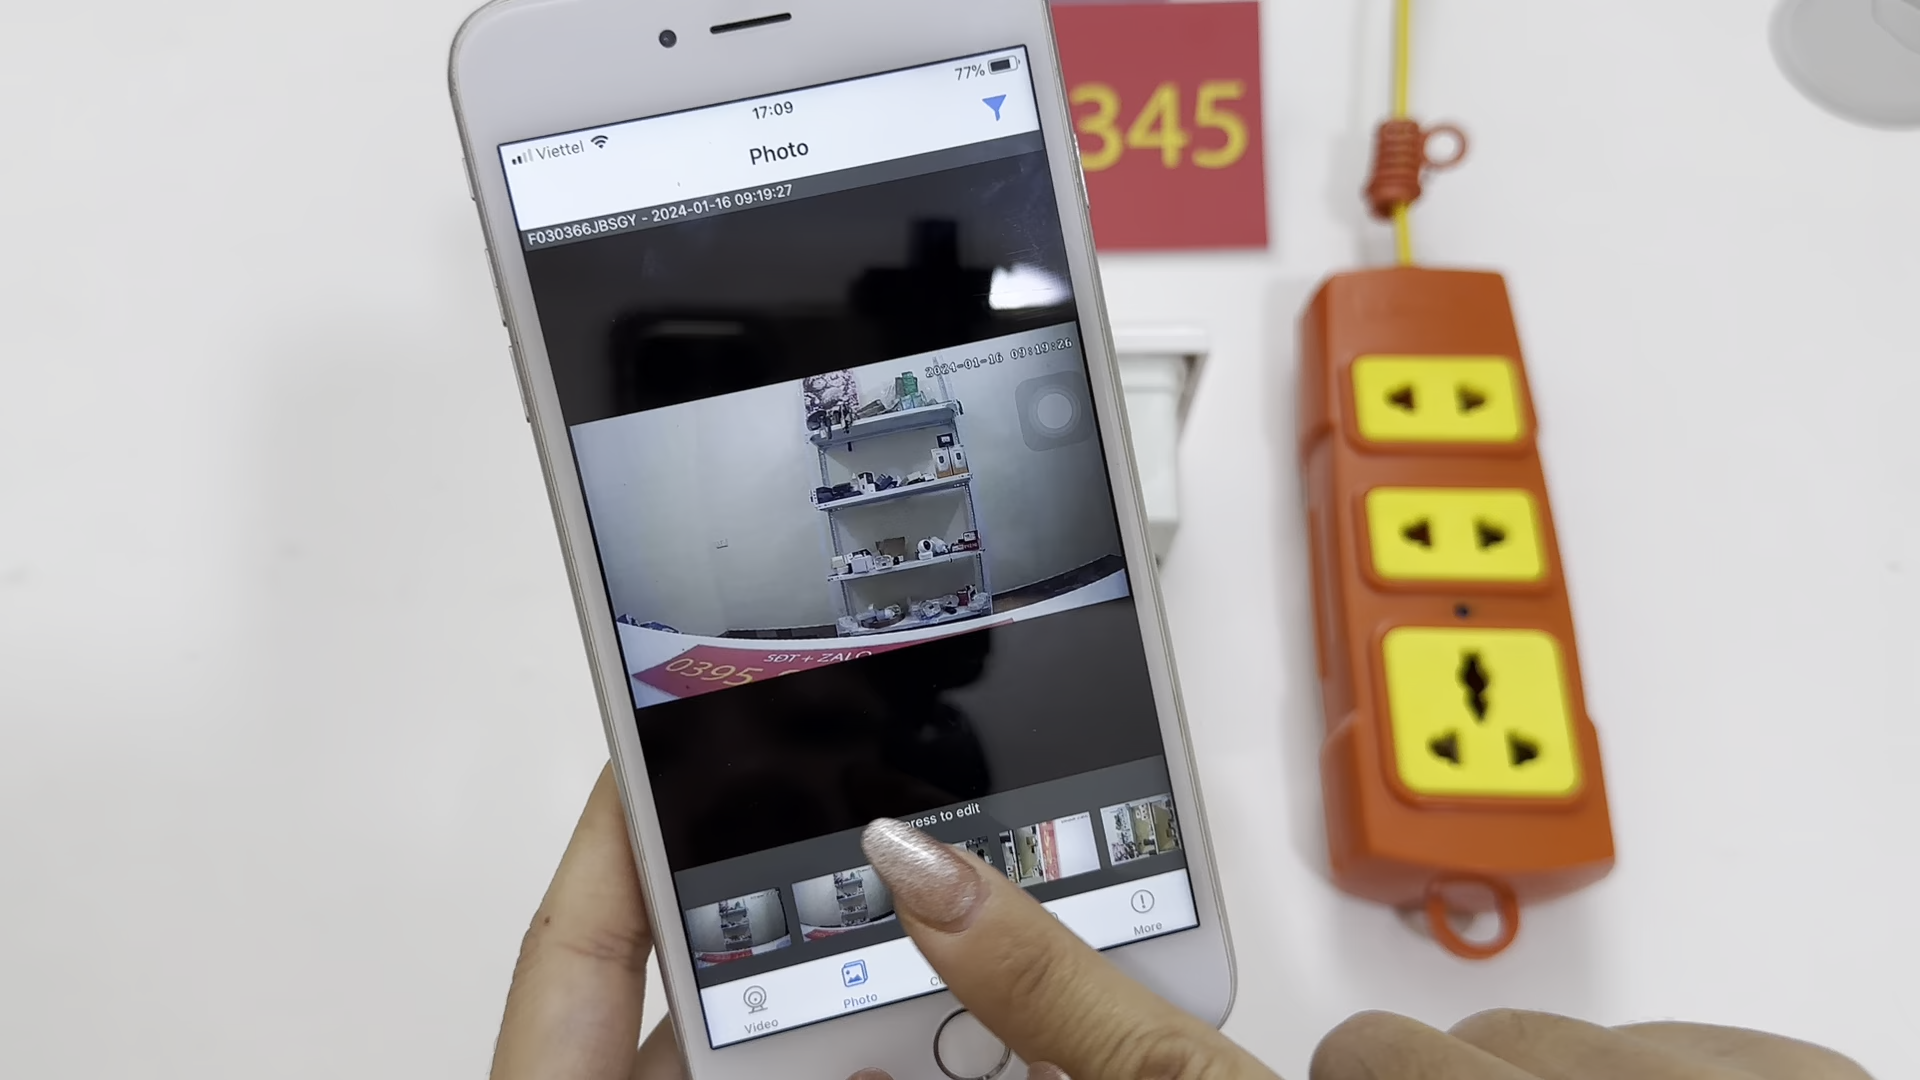 77%
17:09
Viettel
Photo
F030366JBSGY - 2024-01-16 09:19:27
345
2024-01-16 09:19:26
SĐT + ZALO
0395
press to edit
More
Photo
Video